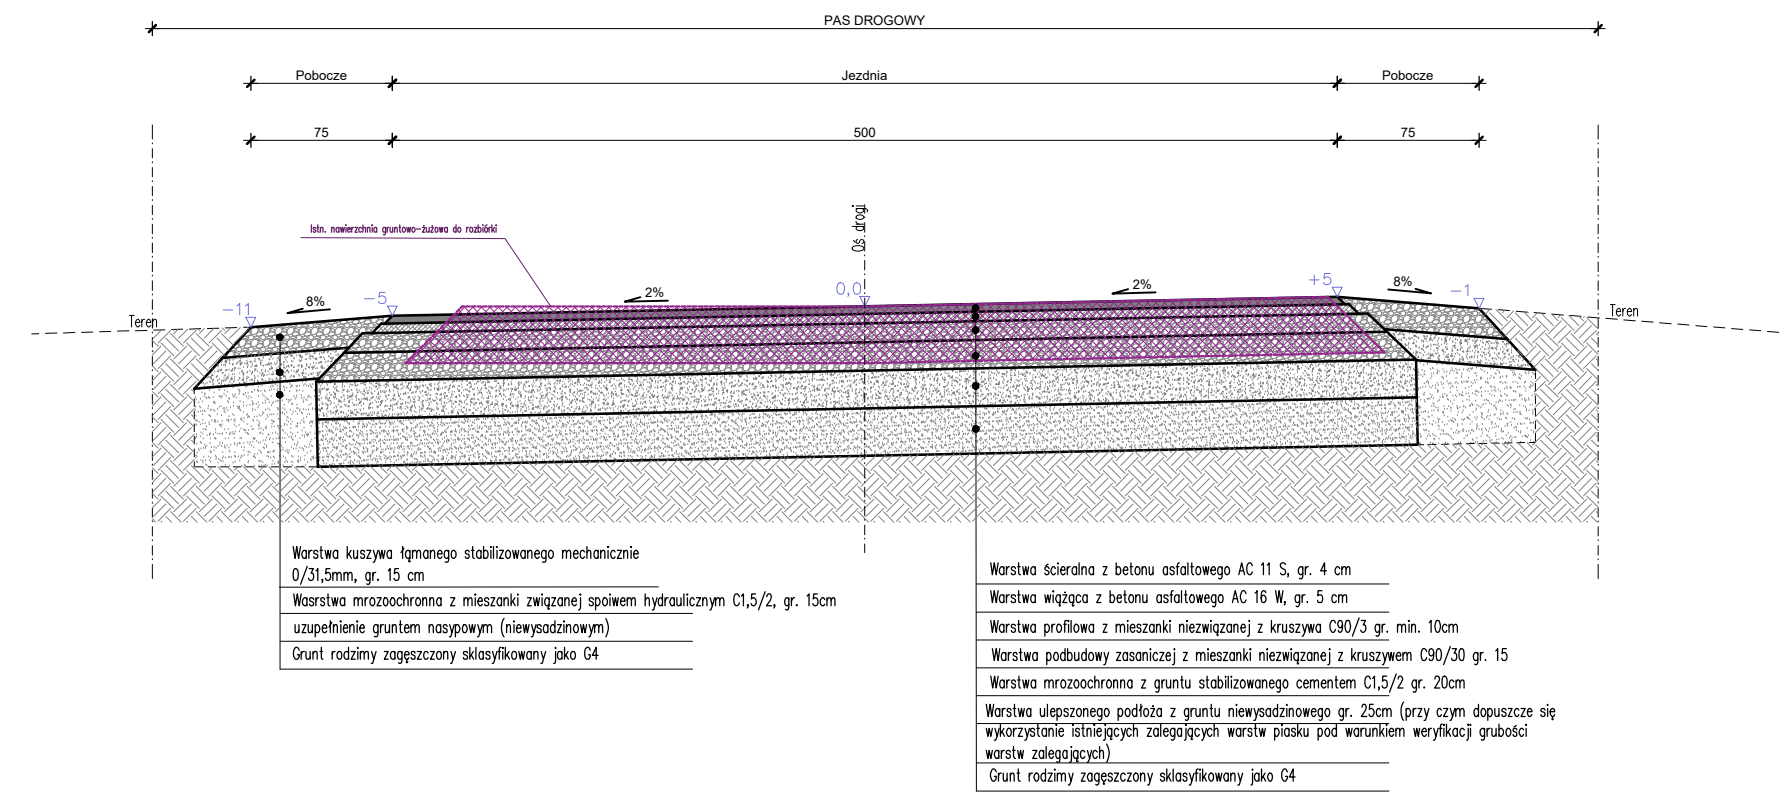 PAS DROGOWY
Pobocze
Jezdnia
Pobocze
75
500
75
Oś drogi
Istn. nawierzchnia gruntowo-żużowa do rozbiórki
-11
8%
-5
2%
0,0
2%
+5
8%
-1
Teren
Teren
Warstwa kuszywa łąmanego stabilizowanego mechanicznie
0/31,5mm, gr. 15 cm
Wasrstwa mrozoochronna z mieszanki związanej spoiwem hydraulicznym C1,5/2, gr. 15cm
uzupełnienie gruntem nasypowym (niewysadzinowym)
Grunt rodzimy zagęszczony sklasyfikowany jako G4
Warstwa ścieralna z betonu asfaltowego AC 11 S, gr. 4 cm
Warstwa wiążąca z betonu asfaltowego AC 16 W, gr. 5 cm
Warstwa profilowa z mieszanki niezwiązanej z kruszywa C90/3 gr. min. 10cm
Warstwa podbudowy zasaniczej z mieszanki niezwiązanej z kruszywem C90/30 gr. 15
Warstwa mrozoochronna z gruntu stabilizowanego cementem C1,5/2 gr. 20cm
Warstwa ulepszonego podłoża z gruntu niewysadzinowego gr. 25cm (przy czym dopuszcze się
wykorzystanie istniejących zalegających warstw piasku pod warunkiem weryfikacji grubości
warstw zalegających)
Grunt rodzimy zagęszczony sklasyfikowany jako G4